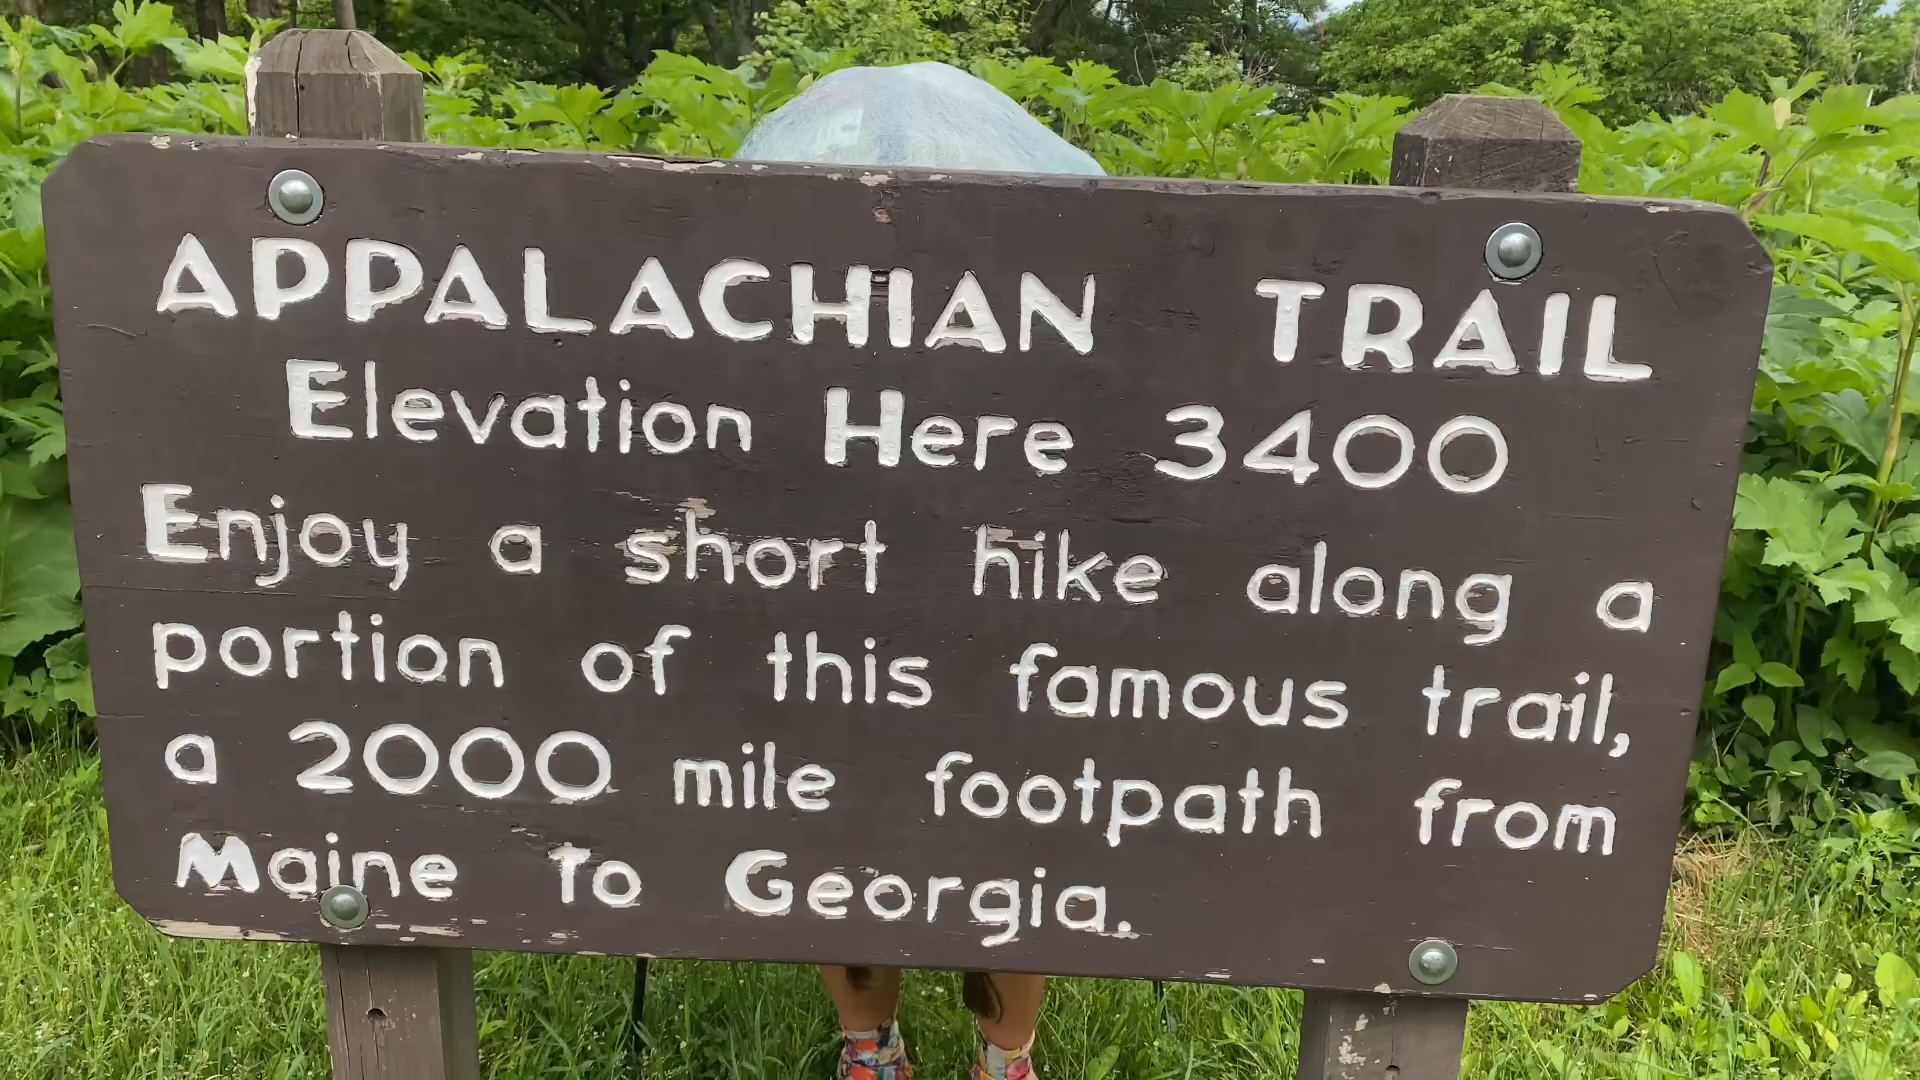 APPALACHIAN TRAIL
Elevation Here 3400
Enjoy a short hike along a
portion of this famous trail,
a 2000 mile footpath from
Maine to Georgia.